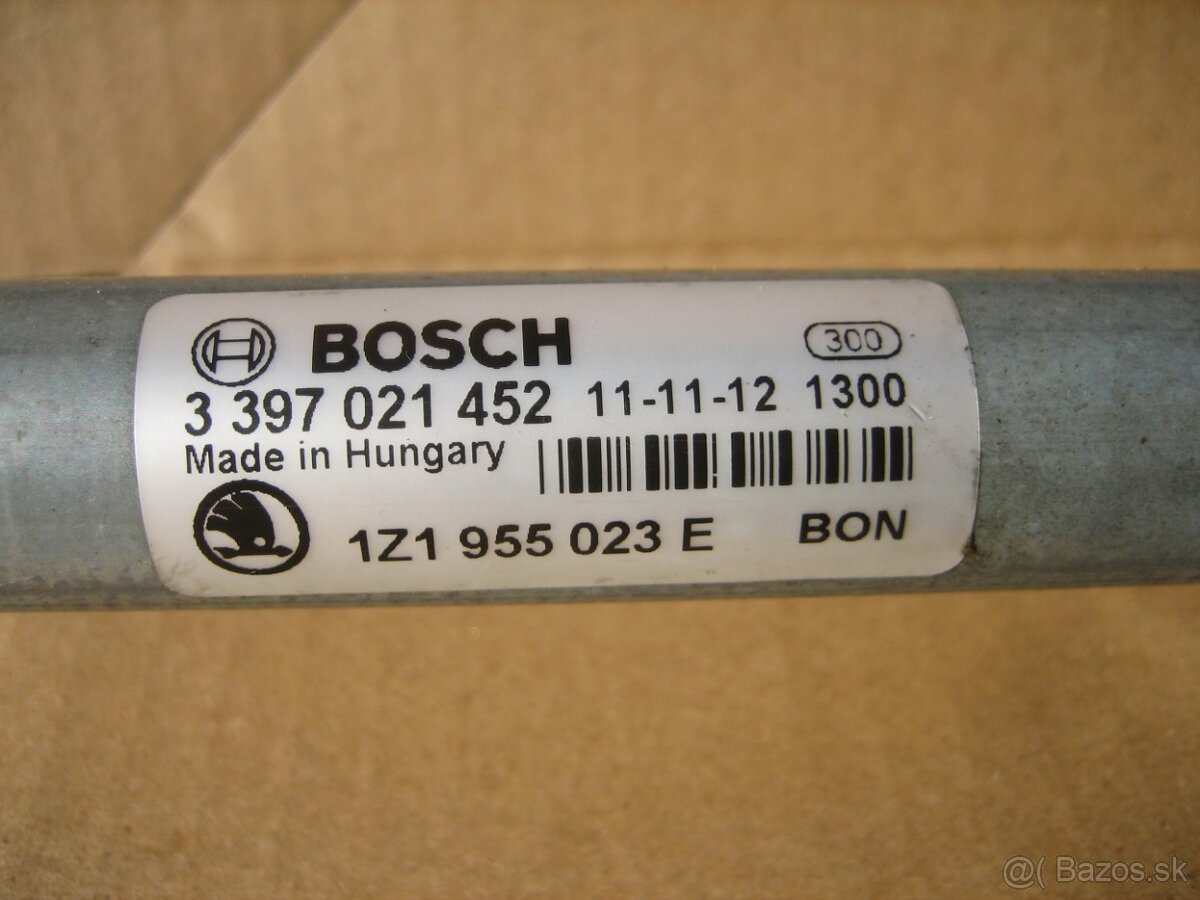 BOSCH 300
3 397 021 452 11-11-12 1300
Made in Hungary
1Z1 955 023 E BON
@( Bazos.sk